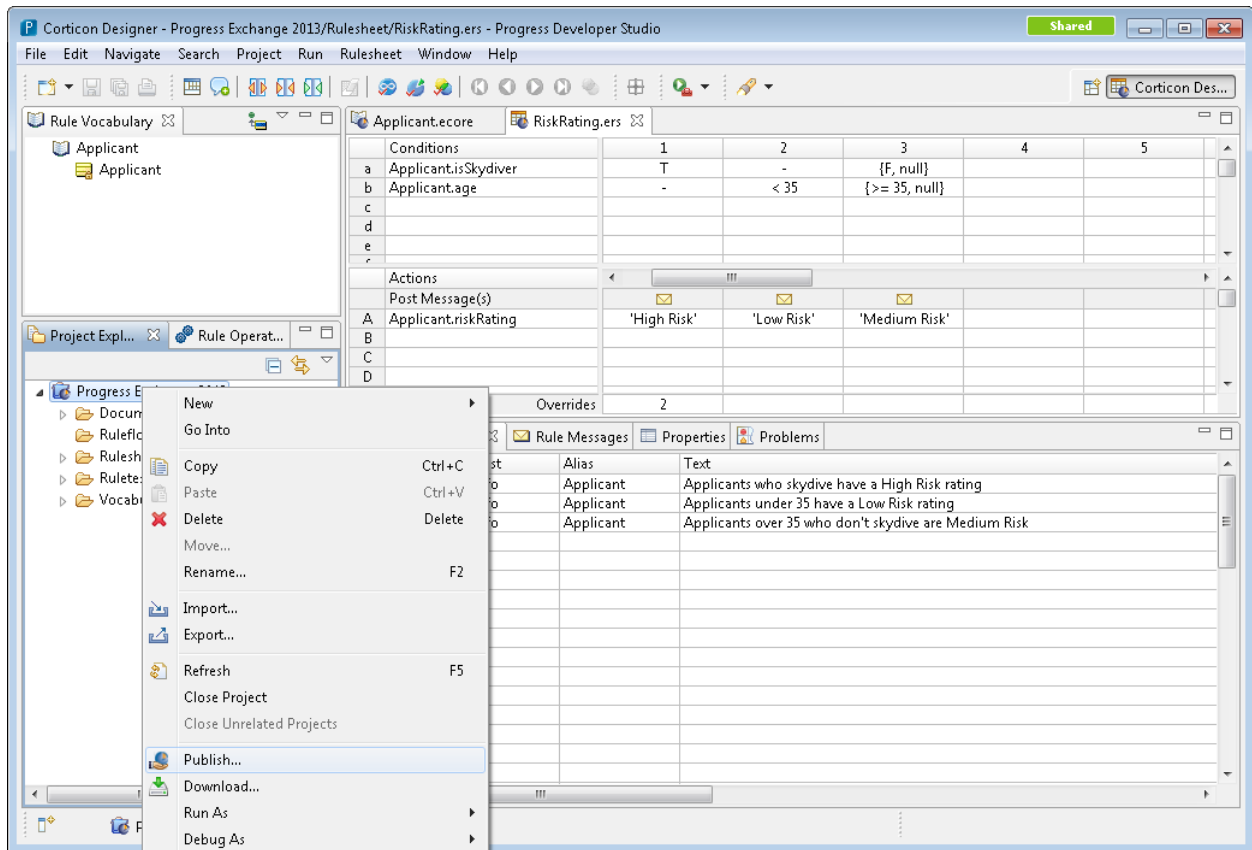 Corticon Designer - Progress Exchange 2013/Rulesheet/RiskRating.ers - Progress Developer Studio
Shared
File Edit Navigate Search Project Run Rulesheet Window Help
Corticon Des...
Rule Vocabulary
Applicant
Applicant
Applicant.ecore RiskRating.ers
Conditions 1 2 3 4 5
a Applicant.isSkydiver T - {F, null}
b Applicant.age - < 35 {>= 35, null}
c
d
e
Actions
Post Message(s)
A Applicant.riskRating 'High Risk' 'Low Risk' 'Medium Risk'
B
C
D
Overrides 2
Project Expl... Rule Operat...
Progress E
Docum
Ruleflo
Rulesh
Rulete
Vocab
New
Go Into
Copy Ctrl+C
Paste Ctrl+V
Delete Delete
Move...
Rename... F2
Import...
Export...
Refresh F5
Close Project
Close Unrelated Projects
Publish...
Download...
Run As
Debug As
Rule Messages Properties Problems
st Alias Text
Applicant Applicants who skydive have a High Risk rating
Applicant Applicants under 35 have a Low Risk rating
Applicant Applicants over 35 who don't skydive are Medium Risk